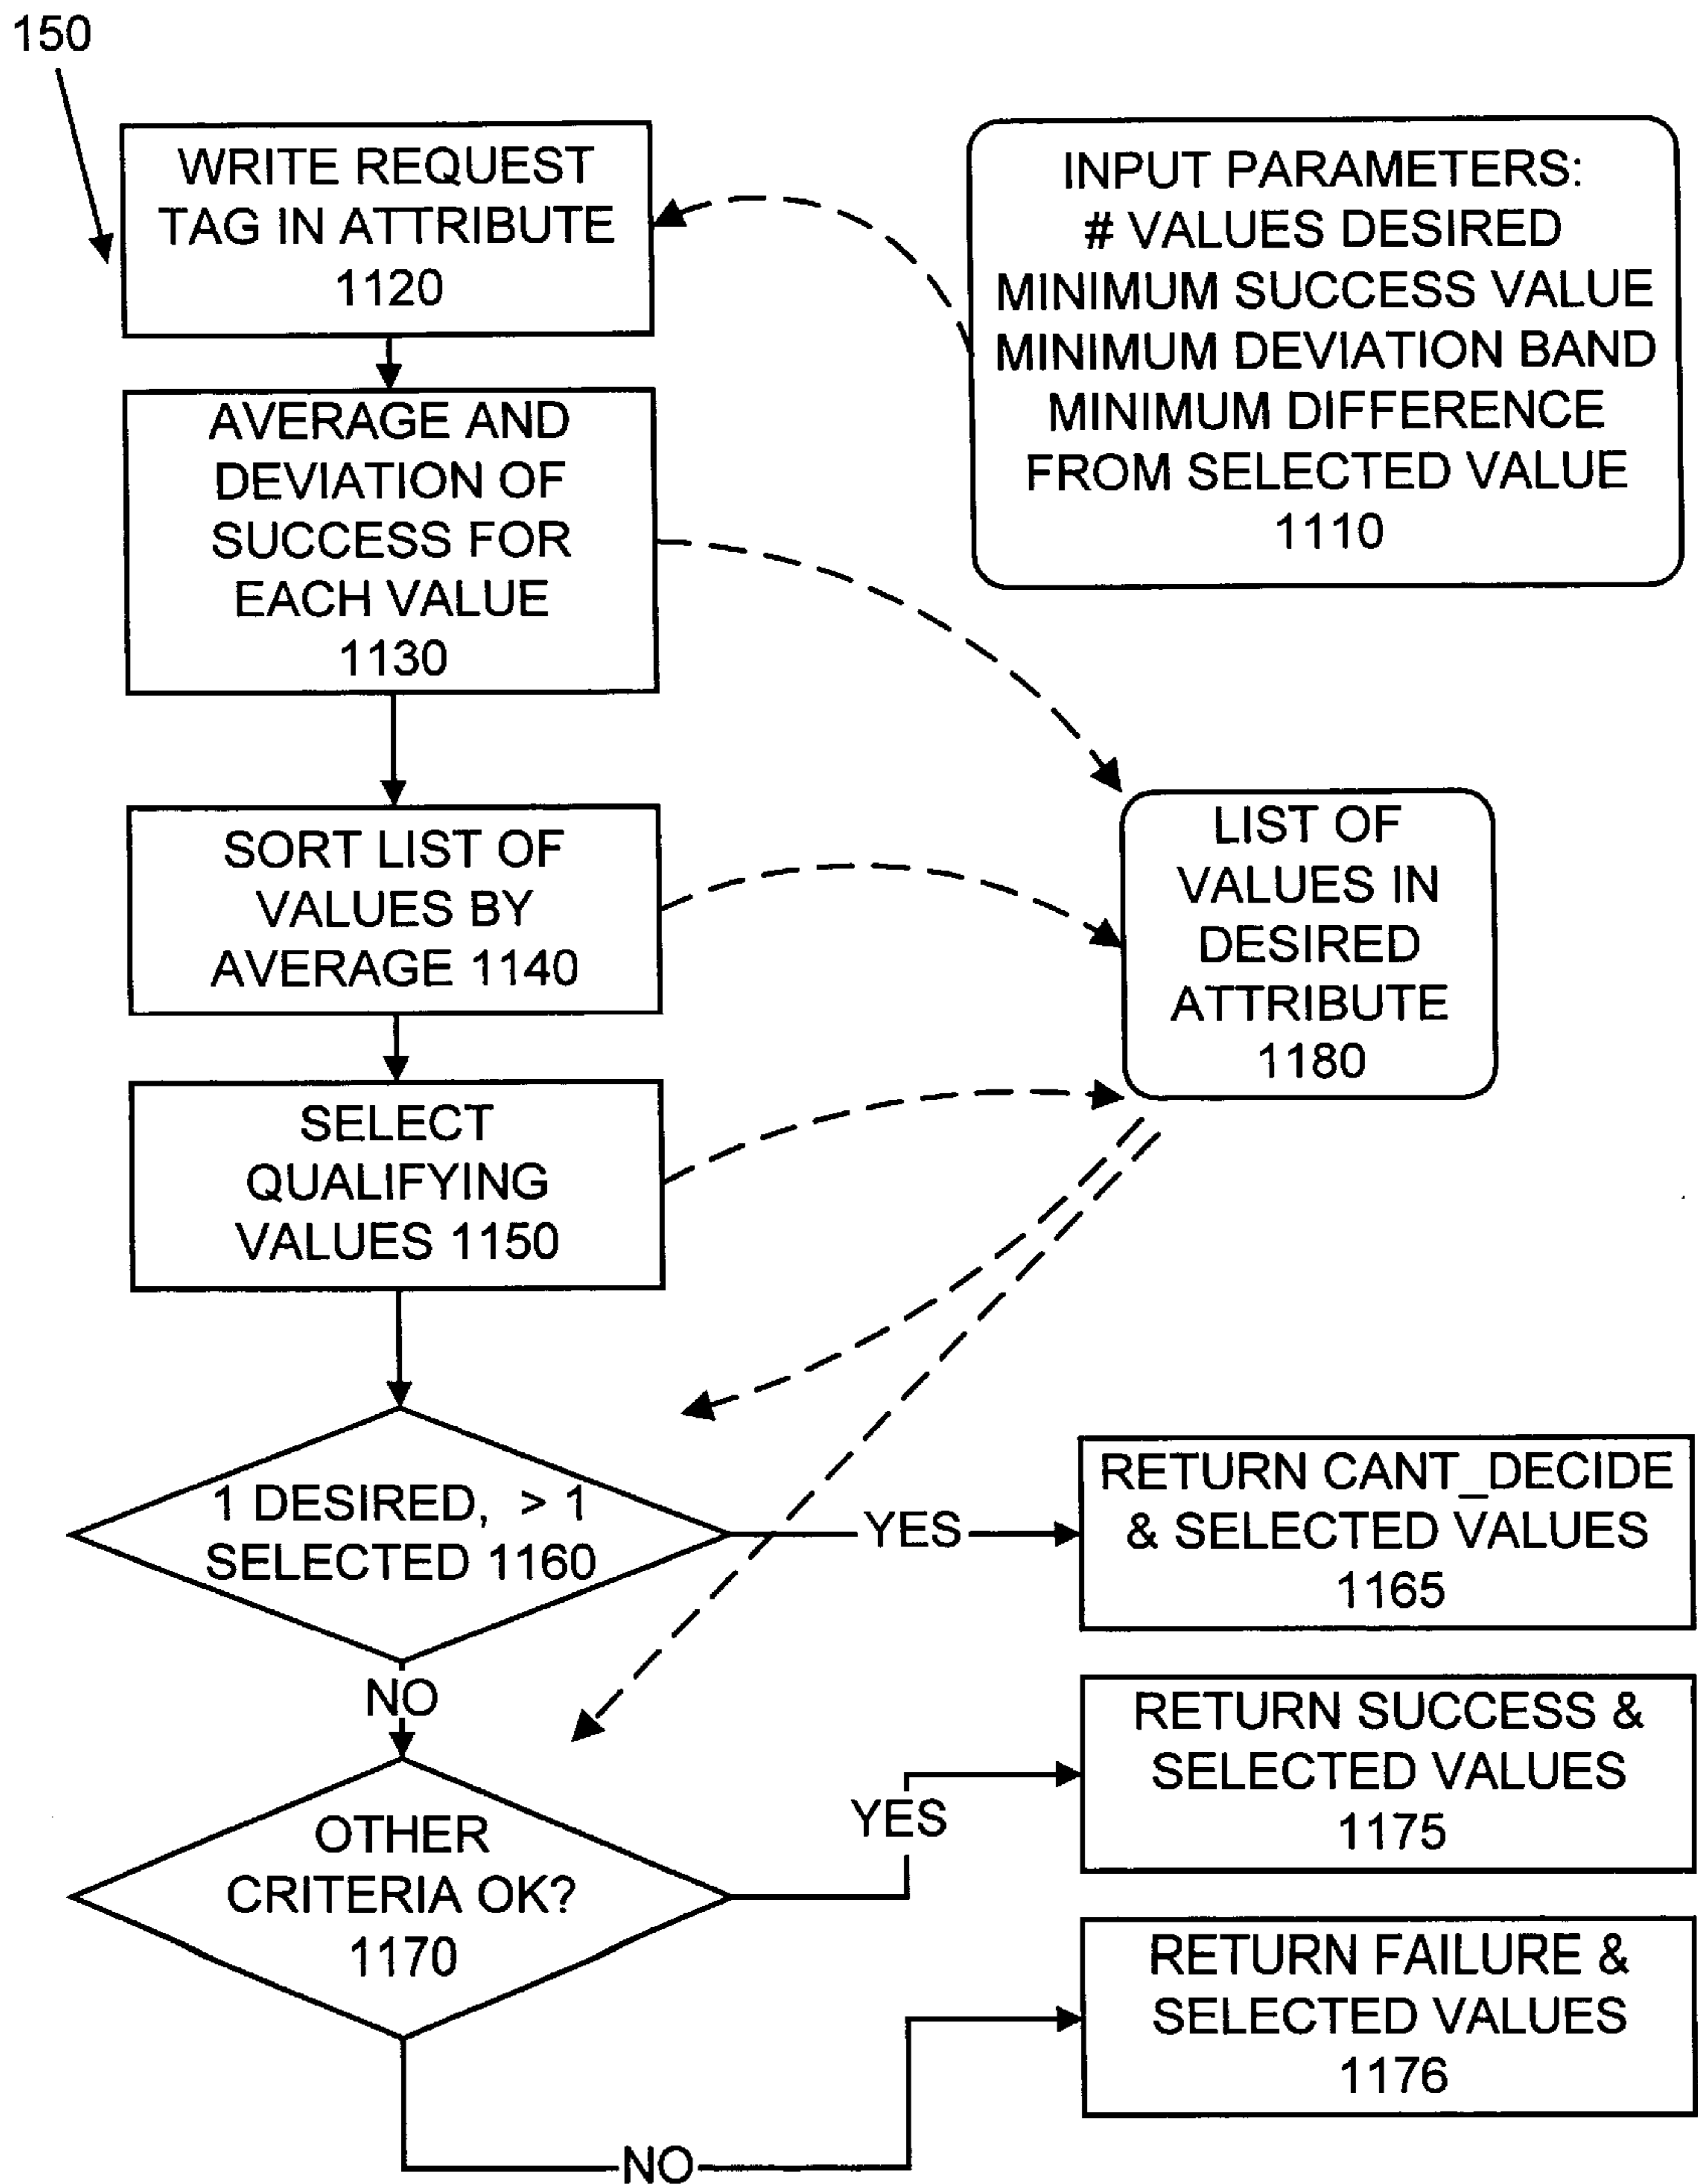 150
WRITE REQUEST
TAG IN ATTRIBUTE
1120
INPUT PARAMETERS:
# VALUES DESIRED
MINIMUM SUCCESS VALUE
MINIMUM DEVIATION BAND
MINIMUM DIFFERENCE
FROM SELECTED VALUE
1110
AVERAGE AND
DEVIATION OF
SUCCESS FOR
EACH VALUE
1130
SORT LIST OF
VALUES BY
AVERAGE 1140
LIST OF
VALUES IN
DESIRED
ATTRIBUTE
1180
SELECT
QUALIFYING
VALUES 1150
1 DESIRED, > 1
SELECTED 1160
YES
RETURN CANT_DECIDE
& SELECTED VALUES
1165
NO
OTHER
CRITERIA OK?
1170
YES
RETURN SUCCESS &
SELECTED VALUES
1175
NO
RETURN FAILURE &
SELECTED VALUES
1176